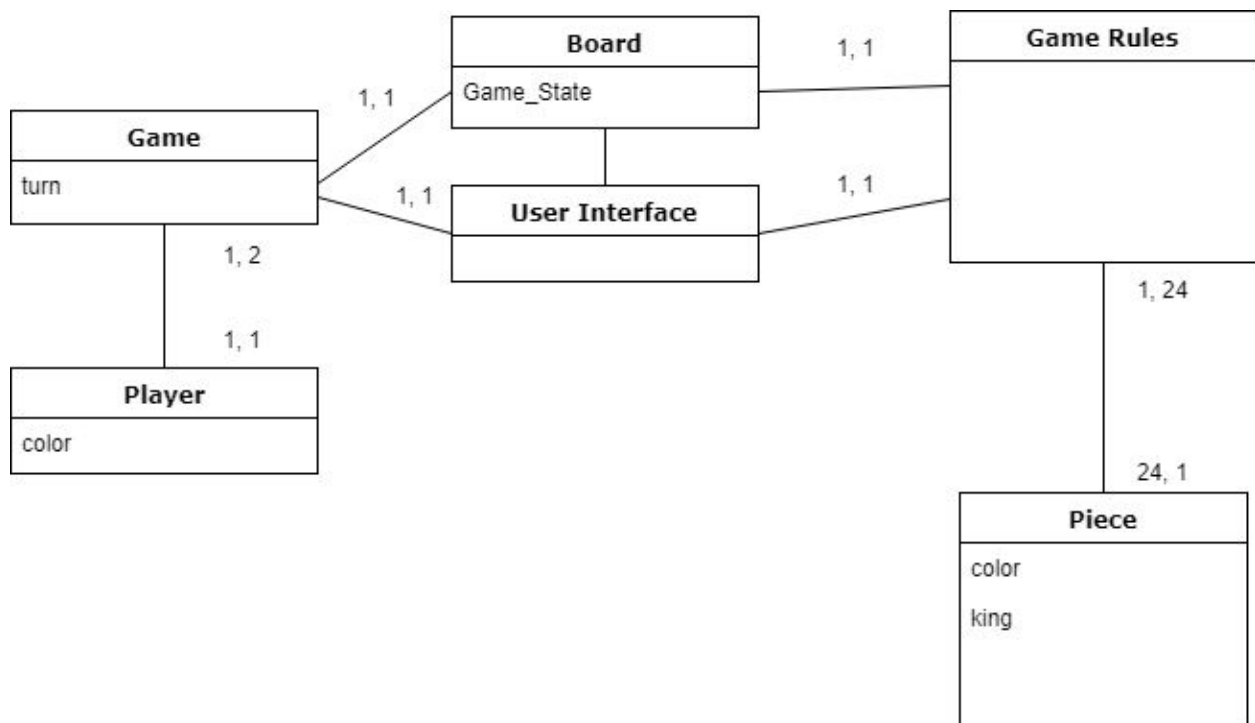 Board
Game_State
1, 1
Game Rules
1, 1
Game
turn
1, 1
User Interface
1, 1
1, 2
1, 1
Player
color
1, 24
24, 1
Piece
color
king